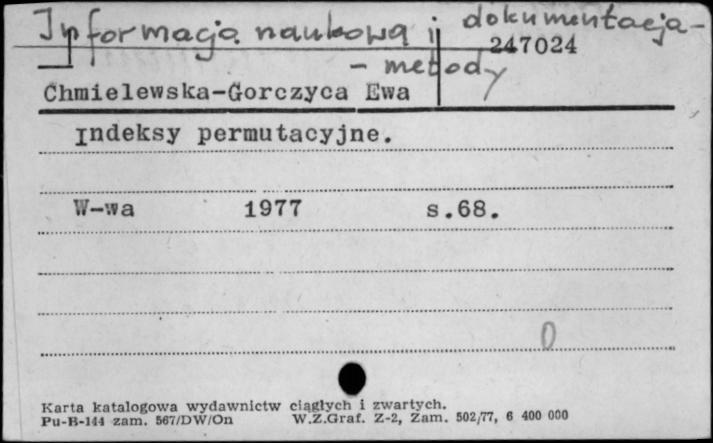 Informacja naukowa i dokumentacja -
247024
- metody
Chmielewska-Gorczyca Ewa
Indeksy permutacyjne.
W-wa 1977 s.68.
0
Karta katalogowa wydawnictw ciągłych i zwartych.
Pu-B-144 zam. 567/DW/On W.Z.Graf. Z-2, Zam. 502/77, 6 400 000